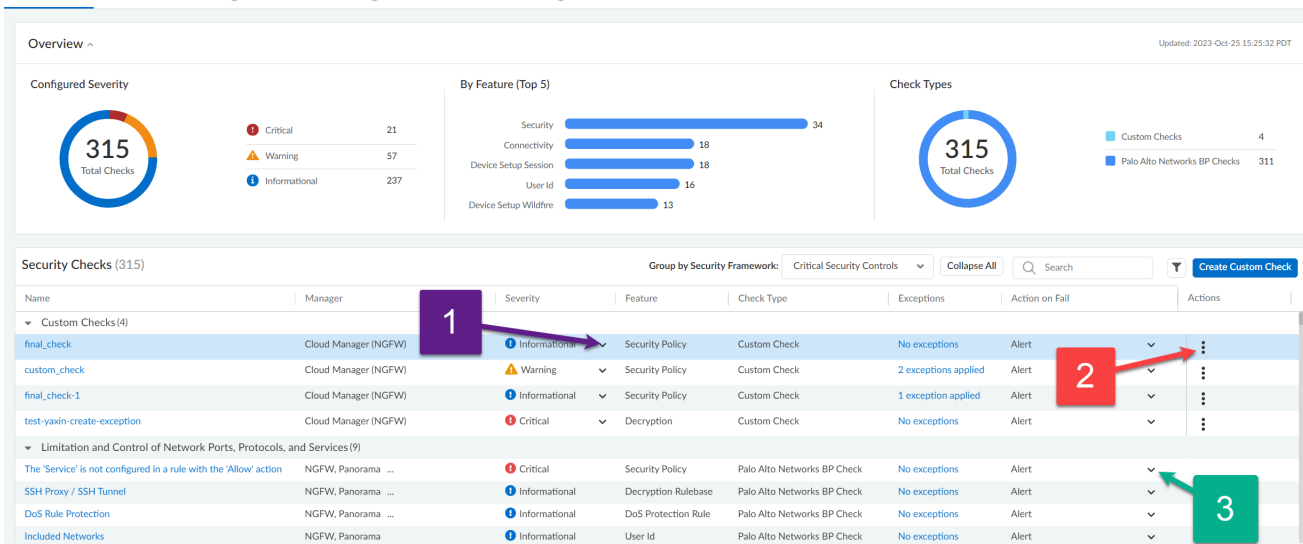 Overview
Updated: 2023-Oct-25 15:25:32 PDT
Configured Severity
315
Total Checks
Critical 21
Warning 57
Informational 237
By Feature (Top 5)
Security 34
Connectivity 18
Device Setup Session 18
User Id 16
Device Setup Wildfire 13
Check Types
315
Total Checks
Custom Checks 4
Palo Alto Networks BP Checks 311
Security Checks (315) Group by Security Framework: Critical Security Controls Collapse All Search Create Custom Check
Name Manager Severity Feature Check Type Exceptions Action on Fail Actions
Custom Checks (4)
final_check Cloud Manager (NGFW) Informational Security Policy Custom Check No exceptions Alert
custom_check Cloud Manager (NGFW) Warning Security Policy Custom Check 2 exceptions applied Alert
final_check-1 Cloud Manager (NGFW) Informational Security Policy Custom Check 1 exception applied Alert
test-yaxin-create-exception Cloud Manager (NGFW) Critical Decryption Custom Check No exceptions Alert
Limitation and Control of Network Ports, Protocols, and Services (9)
The 'Service' is not configured in a rule with the 'Allow' action NGFW, Panorama ... Critical Security Policy Palo Alto Networks BP Check No exceptions Alert
SSH Proxy / SSH Tunnel NGFW, Panorama ... Informational Decryption Rulebase Palo Alto Networks BP Check No exceptions Alert
DoS Rule Protection NGFW, Panorama ... Informational DoS Protection Rule Palo Alto Networks BP Check No exceptions Alert
Included Networks NGFW, Panorama Informational User Id Palo Alto Networks BP Check No exceptions Alert
1
2
3